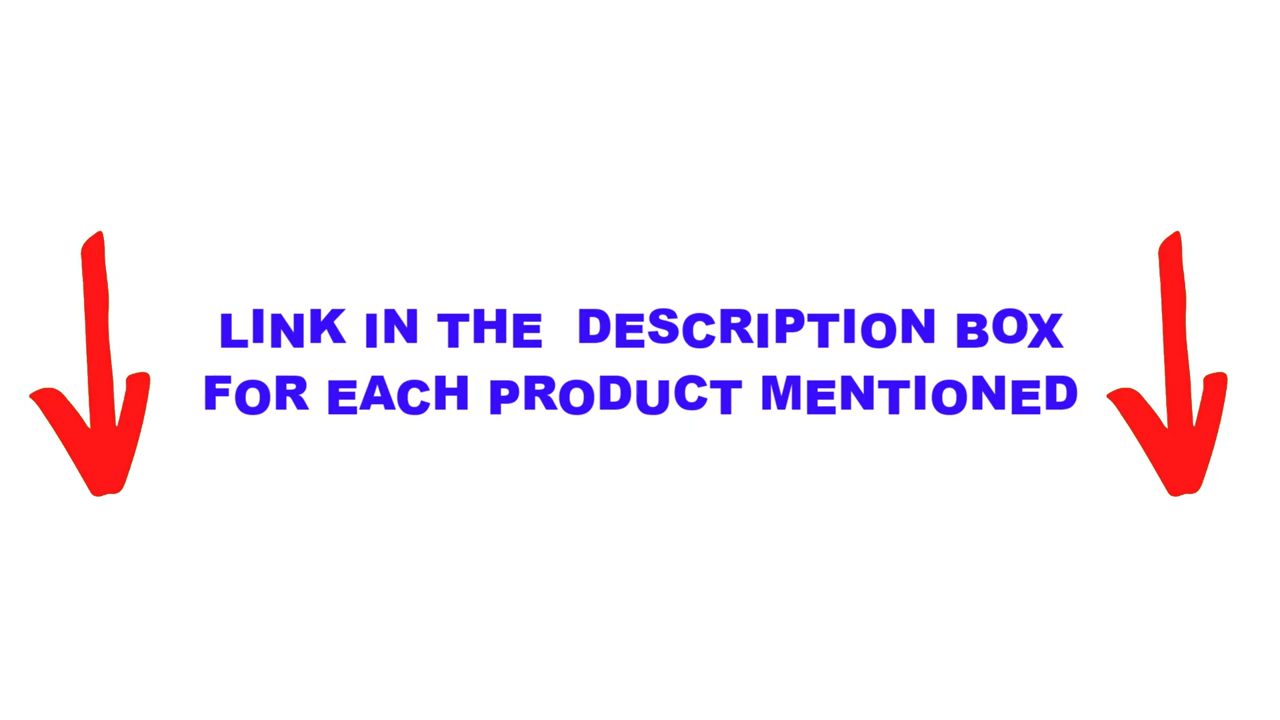 LINK IN THE  DESCRIPTION BOX
FOR EACH PRODUCT MENTIONED